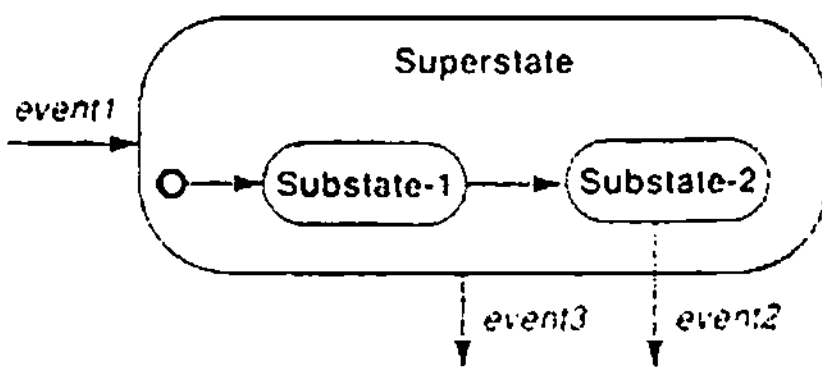 Superstate
event1
Substate-1
Substate-2
event3
event2